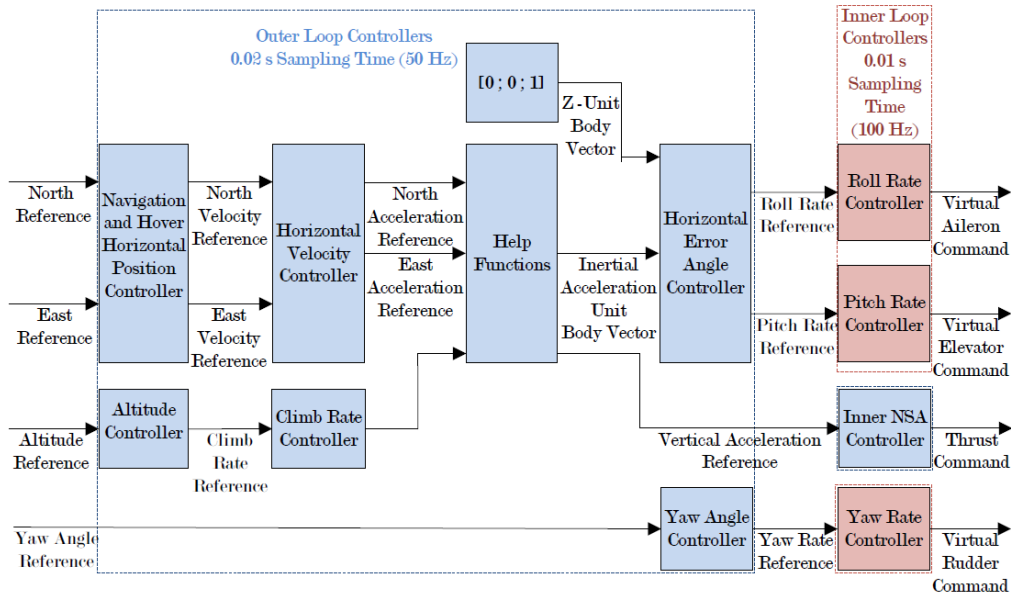 Outer Loop Controllers
0.02 s Sampling Time (50 Hz)
Inner Loop
Controllers
0.01 s
Sampling
Time
(100 Hz)
[0 ; 0 ; 1]
Z -Unit
Body
Vector
North
Reference
East
Reference
Navigation
and Hover
Horizontal
Position
Controller
North
Velocity
Reference
East
Velocity
Reference
Horizontal
Velocity
Controller
North
Acceleration
Reference
East
Acceleration
Reference
Help
Functions
Inertial
Acceleration
Unit
Body Vector
Horizontal
Error
Angle
Controller
Roll Rate
Reference
Pitch Rate
Reference
Roll Rate
Controller
Virtual
Aileron
Command
Pitch Rate
Controller
Virtual
Elevator
Command
Altitude
Reference
Altitude
Controller
Climb
Rate
Reference
Climb Rate
Controller
Vertical Acceleration
Reference
Inner NSA
Controller
Thrust
Command
Yaw Angle
Reference
Yaw Angle
Controller
Yaw Rate
Reference
Yaw Rate
Controller
Virtual
Rudder
Command